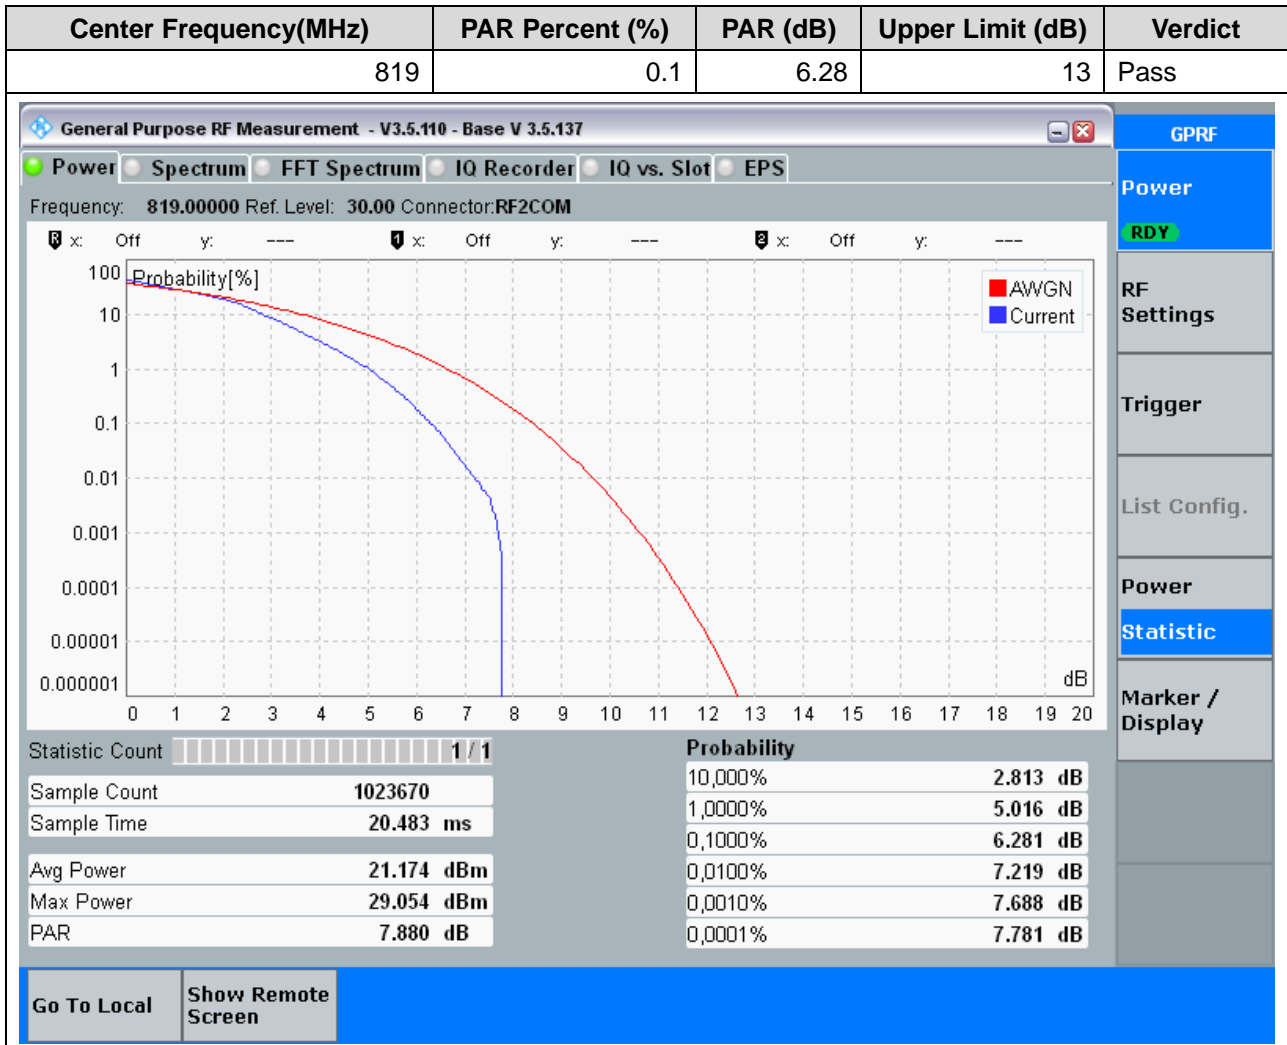 Center Frequency(MHz) PAR Percent (%) PAR (dB) Upper Limit (dB) Verdict
819 0.1 6.28 13 Pass
General Purpose RF Measurement - V3.5.110 - Base V 3.5.137
GPRF
Power Spectrum FFT Spectrum IQ Recorder IQ vs. Slot EPS
Frequency: 819.00000 Ref. Level: 30.00 Connector:RF2COM
R x: Off y: --- 1 x: Off y: --- 2 x: Off y: ---
Probability[%]
100
10
1
0.1
0.01
0.001
0.0001
0.00001
0.000001
AWGN
Current
dB
0 1 2 3 4 5 6 7 8 9 10 11 12 13 14 15 16 17 18 19 20
Statistic Count 1 / 1
Sample Count 1023670
Sample Time 20.483 ms
Avg Power 21.174 dBm
Max Power 29.054 dBm
PAR 7.880 dB
Probability
10,000% 2.813 dB
1,0000% 5.016 dB
0,1000% 6.281 dB
0,0100% 7.219 dB
0,0010% 7.688 dB
0,0001% 7.781 dB
Power
RDY
RF
Settings
Trigger
List Config.
Power
Statistic
Marker /
Display
Go To Local
Show Remote
Screen